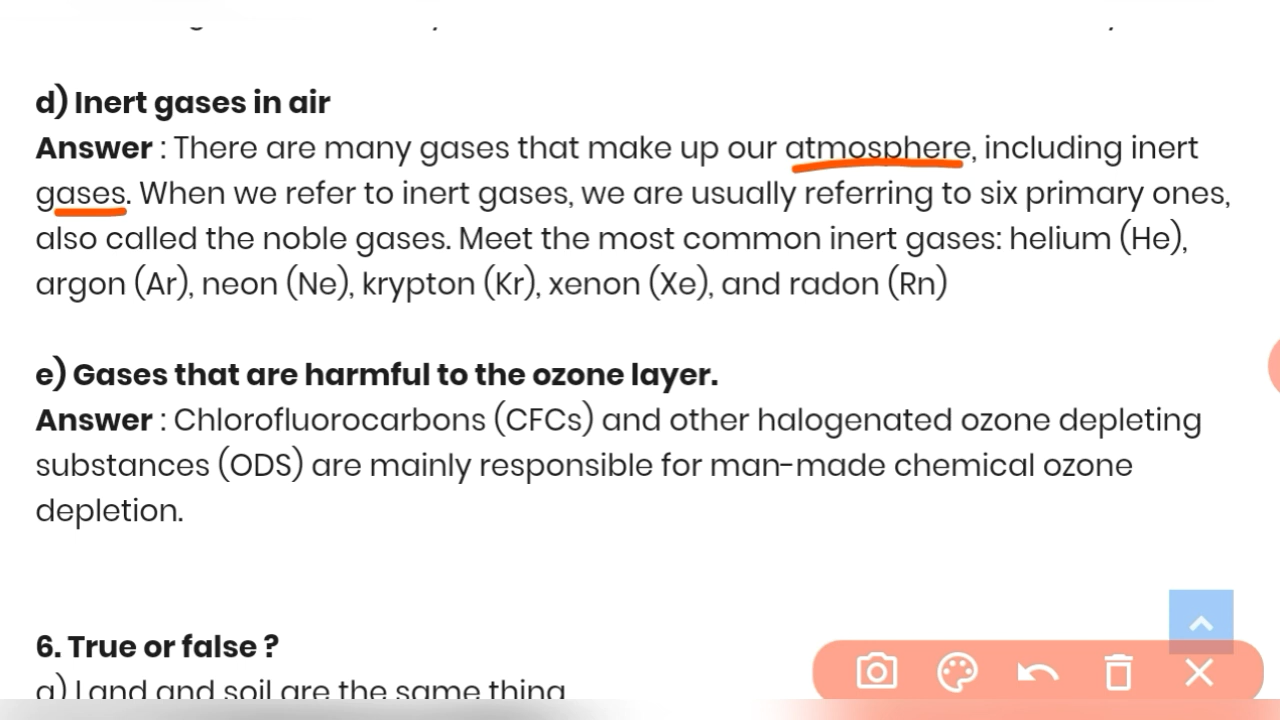 d) Inert gases in air
Answer : There are many gases that make up our atmosphere, including inert
gases. When we refer to inert gases, we are usually referring to six primary ones,
also called the noble gases. Meet the most common inert gases: helium (He),
argon (Ar), neon (Ne), krypton (Kr), xenon (Xe), and radon (Rn)
e) Gases that are harmful to the ozone layer.
Answer : Chlorofluorocarbons (CFCs) and other halogenated ozone depleting
substances (ODS) are mainly responsible for man-made chemical ozone
depletion.
6. True or false ?
a) Land and soil are the same thing